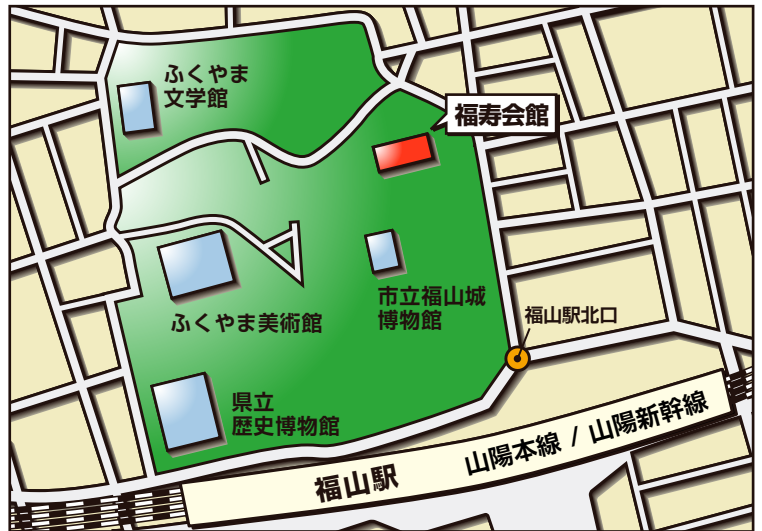 ふくやま
文学館
福寿会館
市立福山城
博物館
福山駅北口
ふくやま美術館
県立
歴史博物館
福山駅
山陽本線 / 山陽新幹線